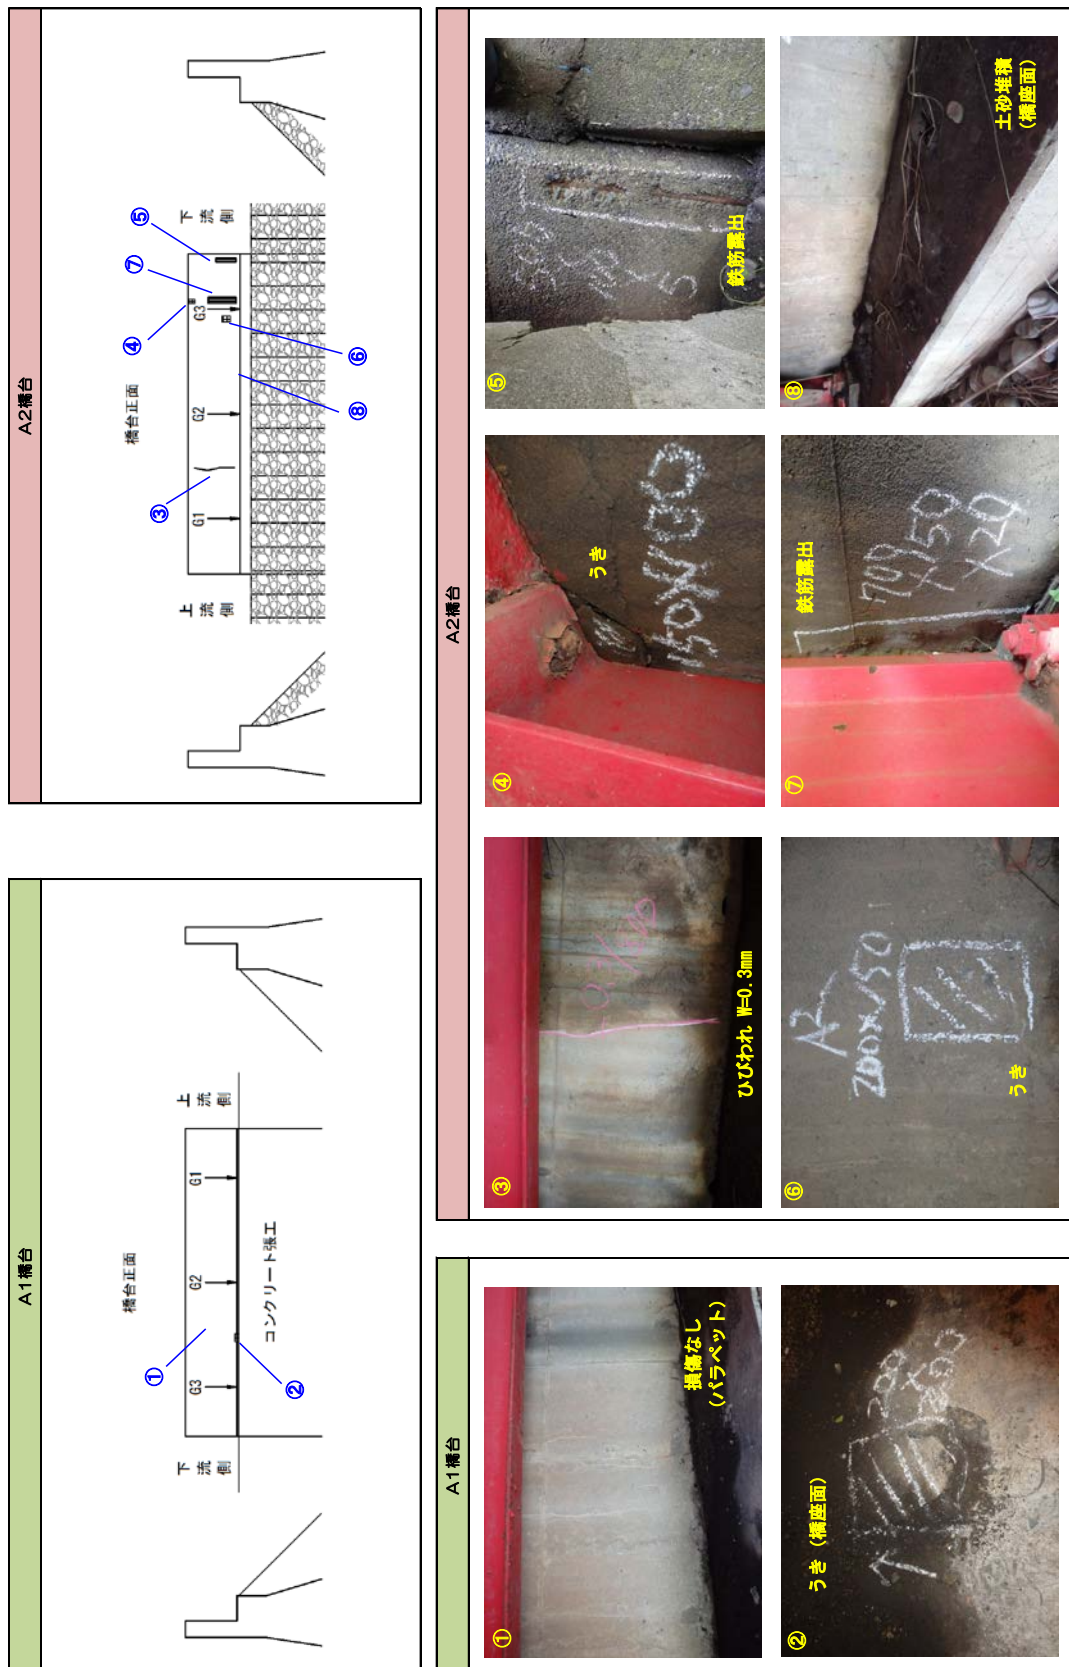 A1橋台
橋台正面
下流側
上流側
G3
G2
G1
①
②
コンクリート張工
A2橋台
橋台正面
上流側
下流側
G1
G2
G3
③
④
⑦
⑤
⑥
⑧
A1橋台
①
損傷なし
(パラペット)
②
うき(橋座面)
A2橋台
③
ひびわれ W=0.3mm
④
うき
150×80
⑤
鉄筋露出
⑥
A2
200×150
うき
⑦
鉄筋露出
700
×50
×20
⑧
土砂堆積
(橋座面)